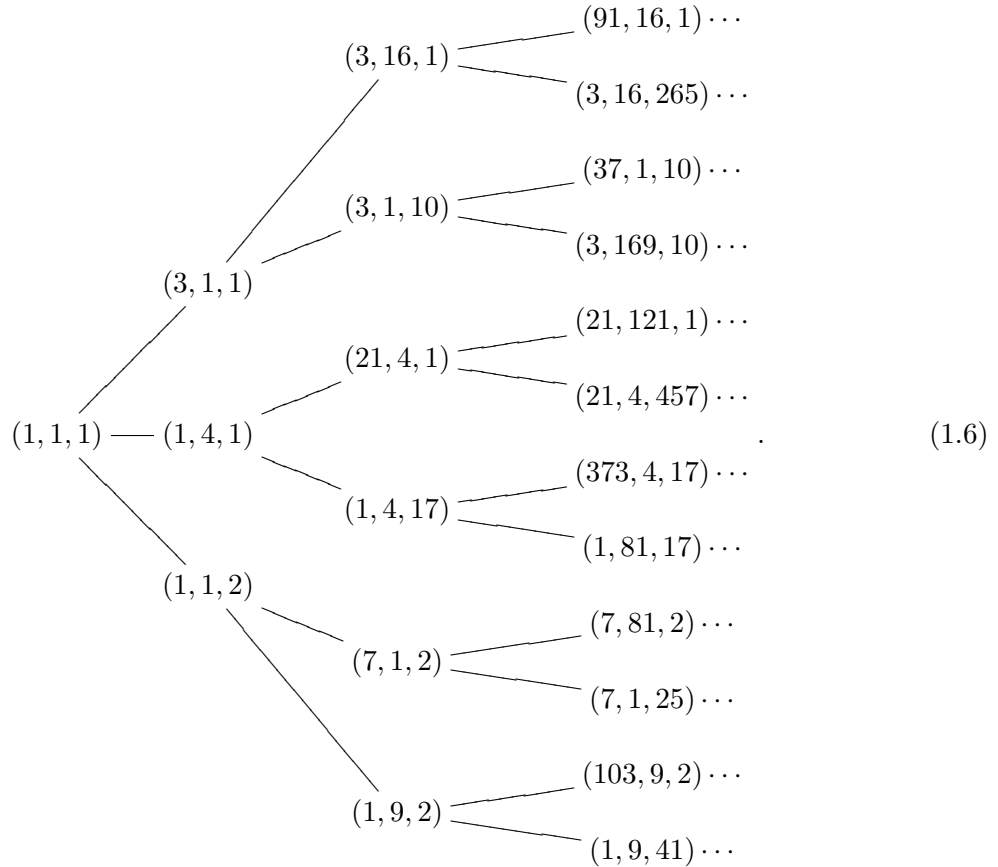 (91, 16, 1) ⋯
(3, 16, 1)
(3, 16, 265) ⋯
(37, 1, 10) ⋯
(3, 1, 10)
(3, 169, 10) ⋯
(3, 1, 1)
(21, 121, 1) ⋯
(21, 4, 1)
(21, 4, 457) ⋯
(1, 1, 1) (1, 4, 1) . (1.6)
(373, 4, 17) ⋯
(1, 4, 17)
(1, 81, 17) ⋯
(1, 1, 2)
(7, 81, 2) ⋯
(7, 1, 2)
(7, 1, 25) ⋯
(103, 9, 2) ⋯
(1, 9, 2)
(1, 9, 41) ⋯